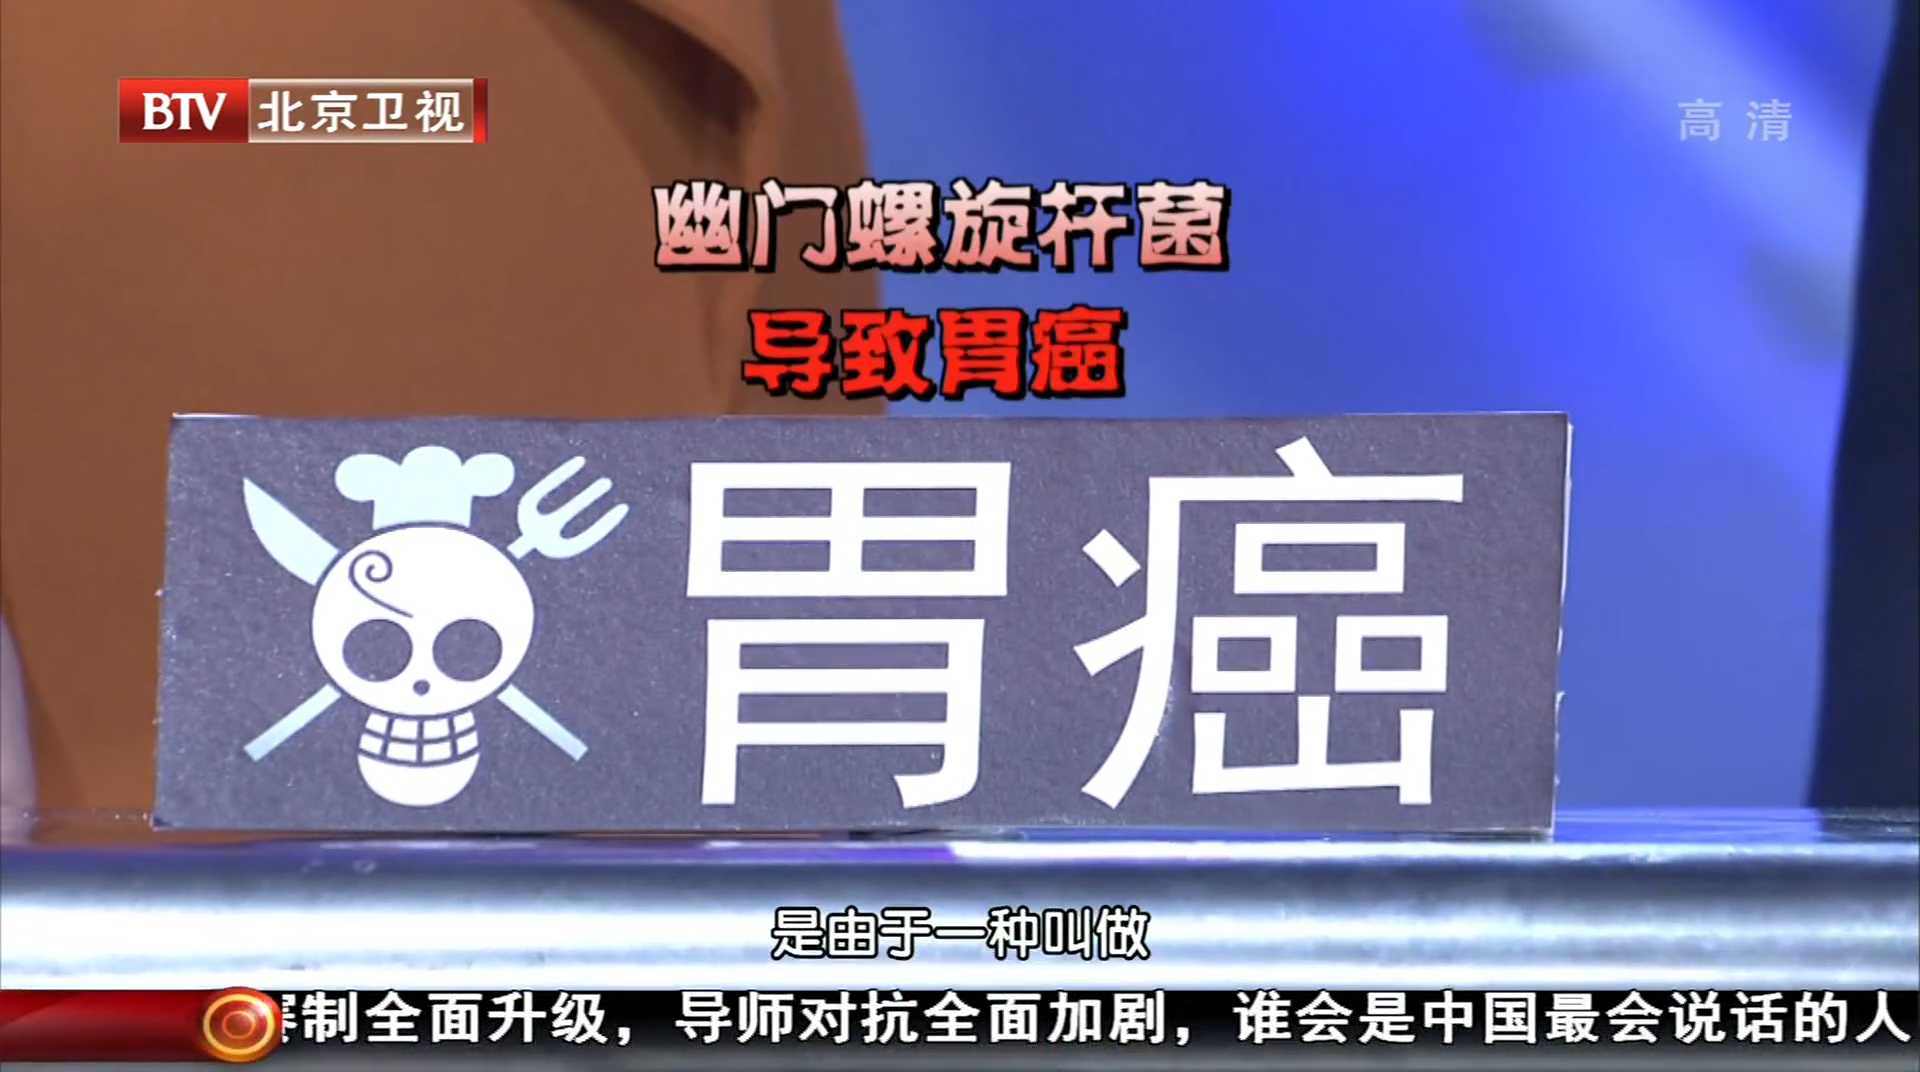 BTV 北京卫视
高清
幽门螺旋杆菌
导致胃癌
胃癌
是由于一种叫做
制全面升级，导师对抗全面加剧，谁会是中国最会说话的人